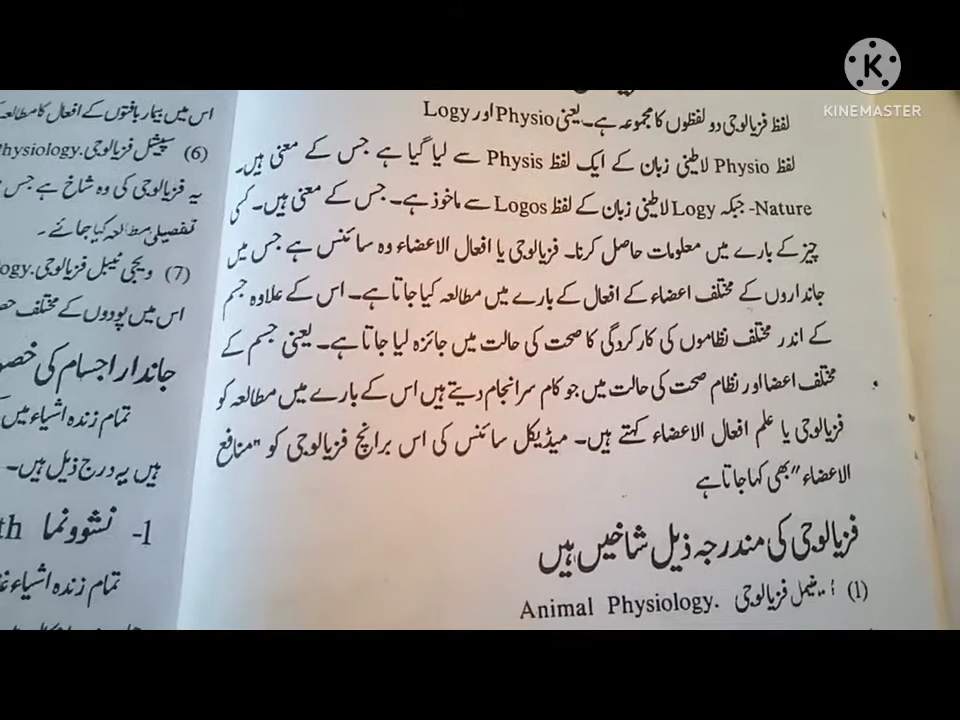 KINEMASTER
لفظ فزیالوجی دو لفظوں کا مجموعہ ہے۔ یعنی Physio اور Logy
لفظ Physio لاطینی زبان کے ایک لفظ Physis سے لیا گیا ہے جس کے معنی ہیں۔
Nature- جبکہ Logy لاطینی زبان کے لفظ Logos سے ماخوذ ہے۔ جس کے معنی ہیں۔ کسی
چیز کے بارے میں معلومات حاصل کرنا۔ فزیالوجی یا افعال الاعضاء وہ سائنس ہے جس میں
جانداروں کے مختلف اعضاء کے افعال کے بارے میں مطالعہ کیا جاتا ہے۔ اس کے علاوہ جسم
کے اندر مختلف نظاموں کی کارکردگی کا صحت کی حالت میں جائزہ لیا جاتا ہے۔ یعنی جسم کے
مختلف اعضا اور نظام صحت کی حالت میں جو کام سرانجام دیتے ہیں اس کے بارے میں مطالعہ کو
فزیالوجی یا علم افعال الاعضاء کہتے ہیں۔ میڈیکل سائنس کی اس برانچ فزیالوجی کو "منافع
الاعضاء" بھی کہا جاتا ہے
فزیالوجی کی مندرجہ ذیل شاخیں ہیں
(1) اینیمل فزیالوجی .Animal Physiology
اس میں بیمار بافتوں کے افعال کا مطالعہ
(6) سپیشل فزیالوجی .Physiology
یہ فزیالوجی کی وہ شاخ ہے جس
تفصیلی مطالعہ کیا جائے۔
(7) ویجی ٹیبل فزیالوجی
اس میں پودوں کے مختلف
جاندار اجسام کی
تمام زندہ اشیاء میں
ہیں یہ درج ذیل ہیں۔
1- نشوونما
تمام زندہ اشیاء